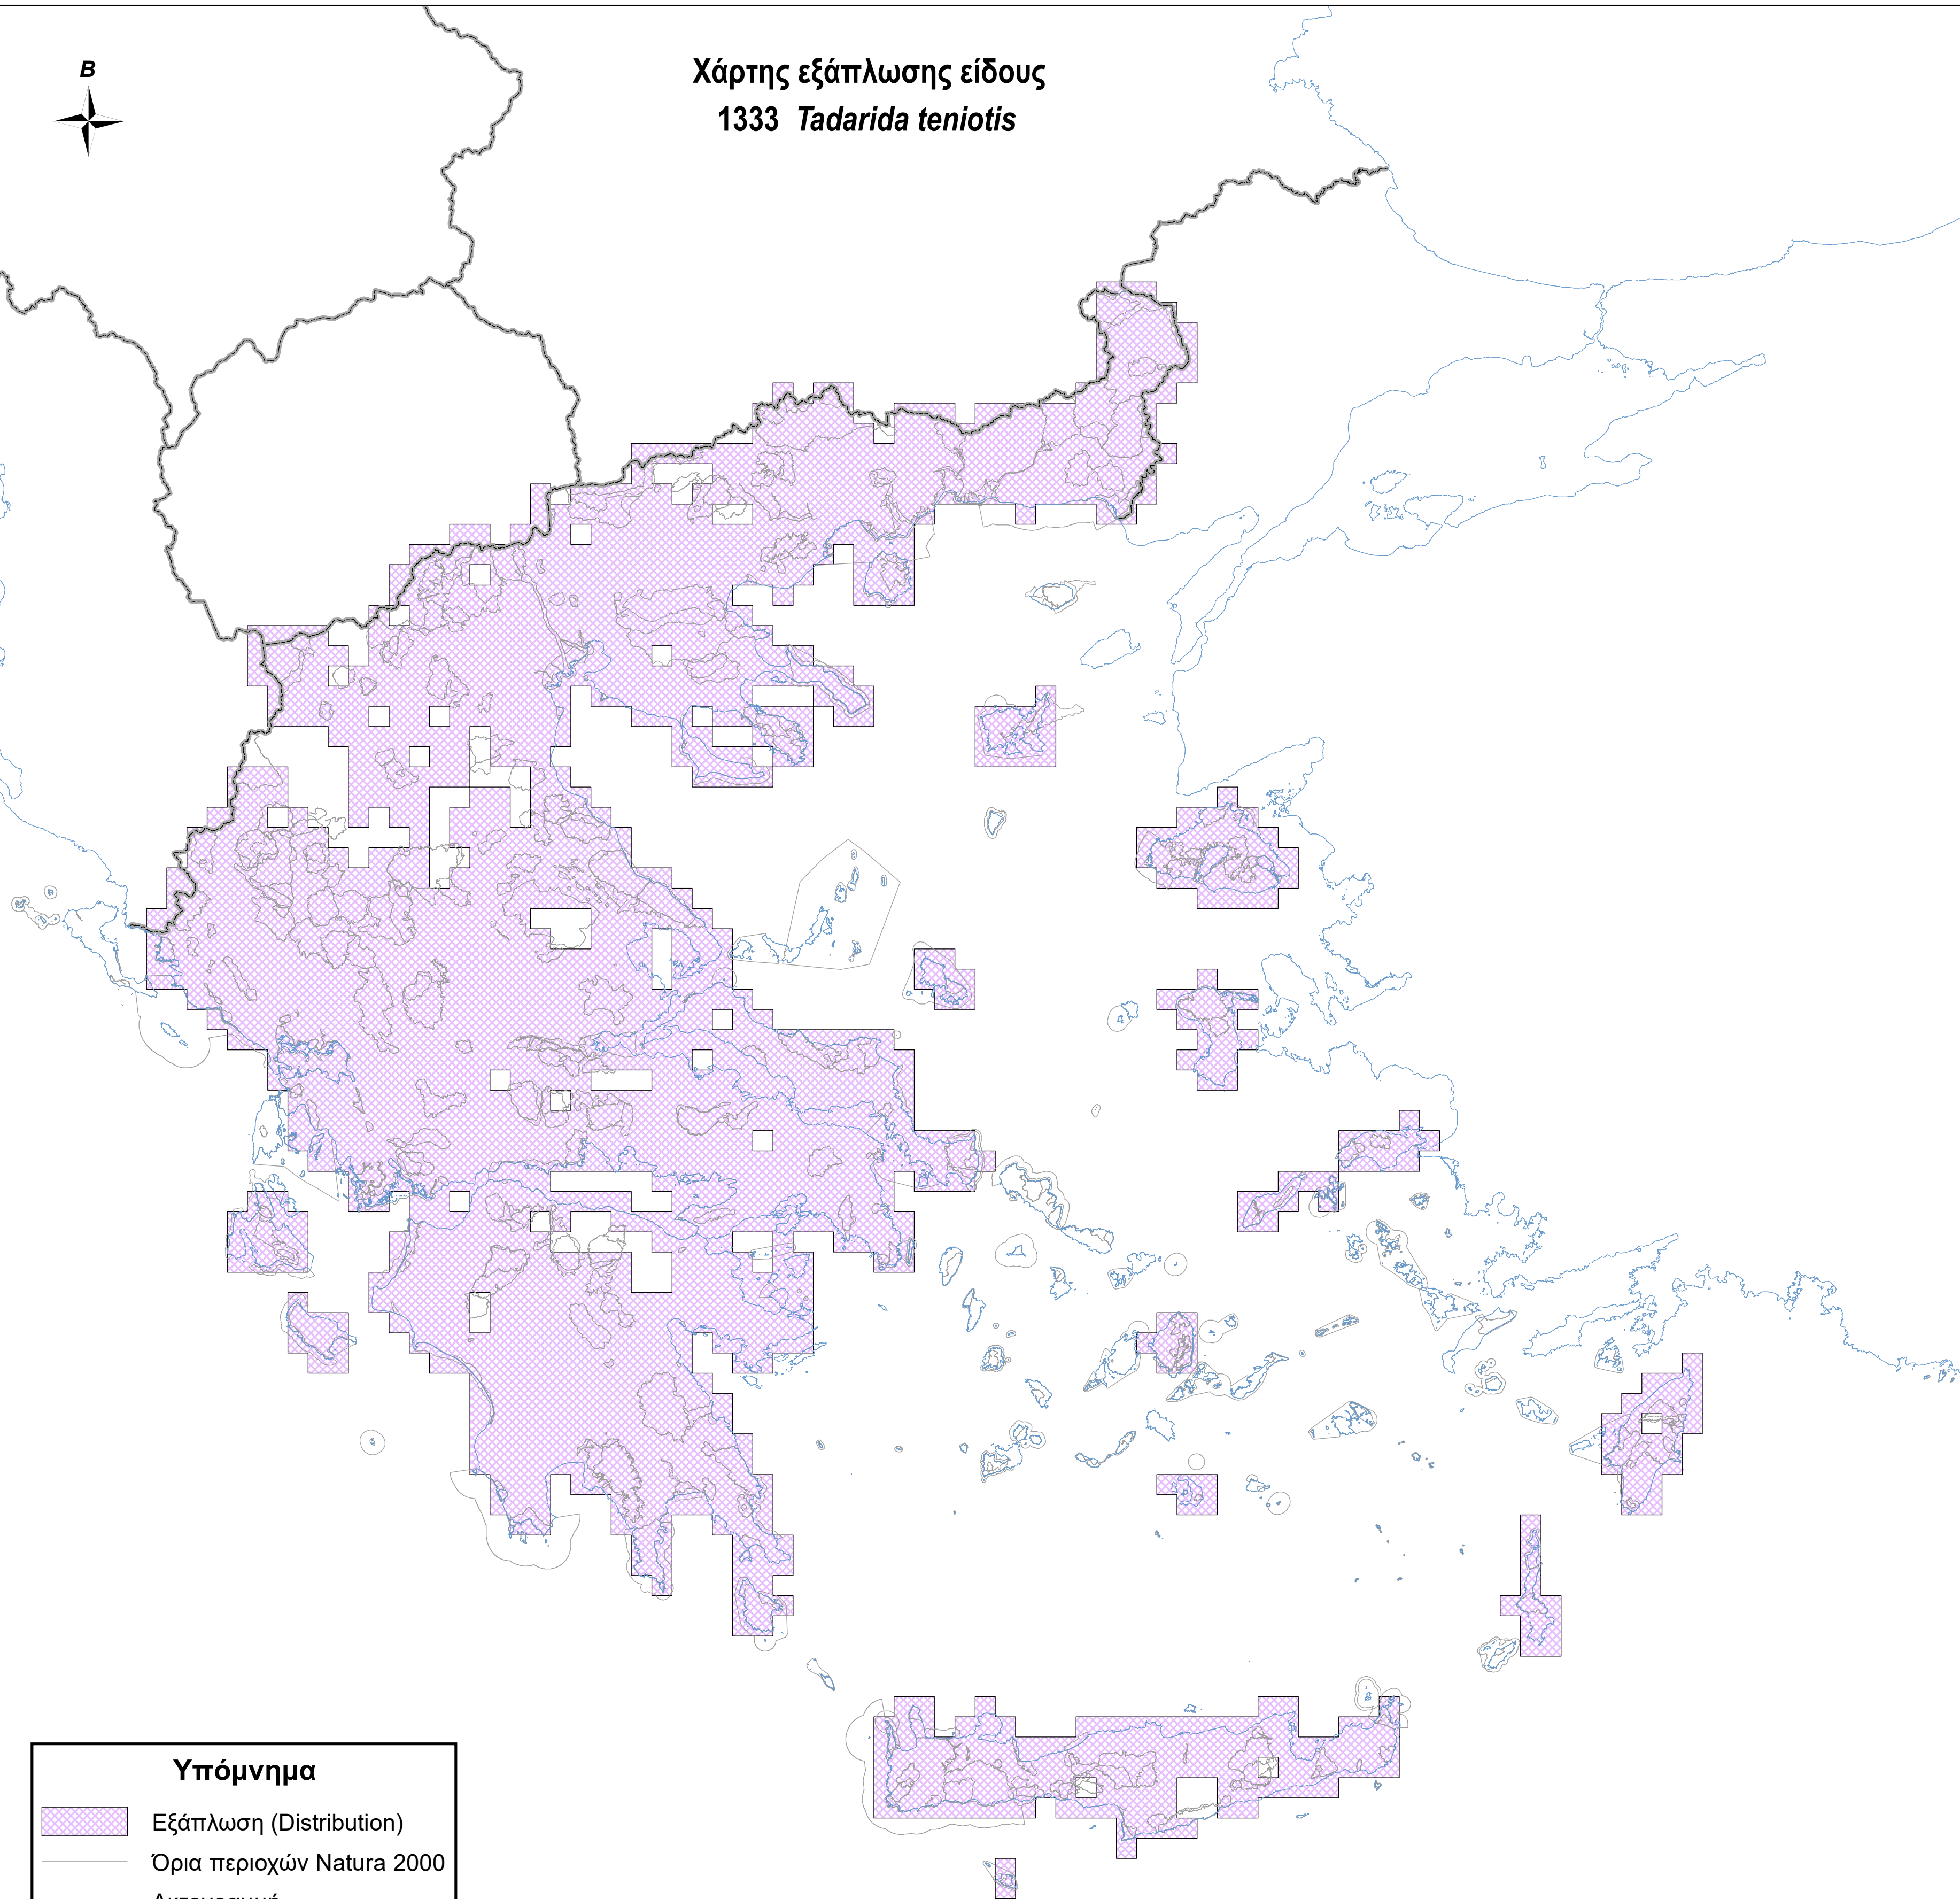 B
Χάρτης εξάπλωσης είδους
1333 Tadarida teniotis
Υπόμνημα
Εξάπλωση (Distribution)
Όρια περιοχών Natura 2000